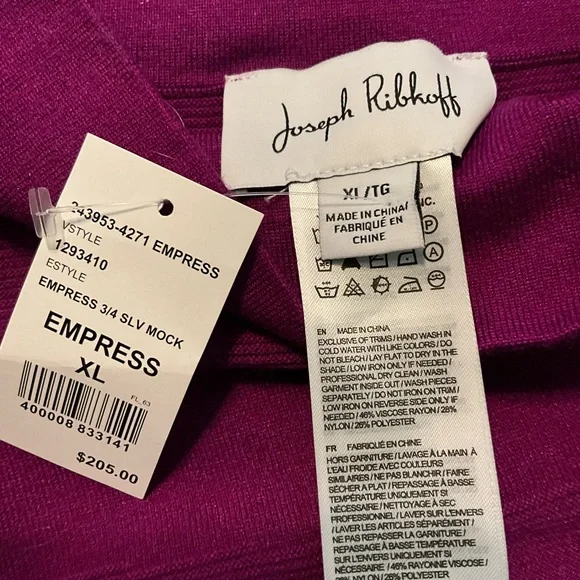 Joseph Ribkoff
XL/TG
MADE IN CHINA/
FABRIQUÉ EN
CHINE
INC.
243953-4271 EMPRESS
VSTYLE
1293410
ESTYLE
EMPRESS 3/4 SLV MOCK
EMPRESS
XL
FL_63
400008 833141
$205.00
EN MADE IN CHINA
EXCLUSIVE OF TRIMS / HAND WASH IN
COLD WATER WITH LIKE COLORS / DO
NOT BLEACH / LAY FLAT TO DRY IN THE
SHADE / LOW IRON ONLY IF NEEDED /
PROFESSIONAL DRY CLEAN / WASH
GARMENT INSIDE OUT / WASH PIECES
SEPARATELY / DO NOT IRON ON TRIM /
LOW IRON ON REVERSE SIDE ONLY IF
NEEDED / 46% VISCOSE RAYON / 28%
NYLON / 26% POLYESTER
FR FABRIQUÉ EN CHINE
HORS GARNITURE / LAVAGE À LA MAIN À
L'EAU FROIDE AVEC COULEURS
SIMILAIRES / NE PAS BLANCHIR / FAIRE
SÉCHER À PLAT / REPASSAGE À BASSE
TEMPÉRATURE UNIQUEMENT SI
NÉCESSAIRE / NETTOYAGE À SEC
PROFESSIONNEL / LAVER SUR L'ENVERS
/ LAVER LES ARTICLES SÉPARÉMENT /
NE PAS REPASSER LA GARNITURE /
REPASSAGE À BASSE TEMPÉRATURE
SUR L'ENVERS UNIQUEMENT SI
NÉCESSAIRE / 46% VISCOSE RAYONNE /
28% NYLON / 26% POLYESTER